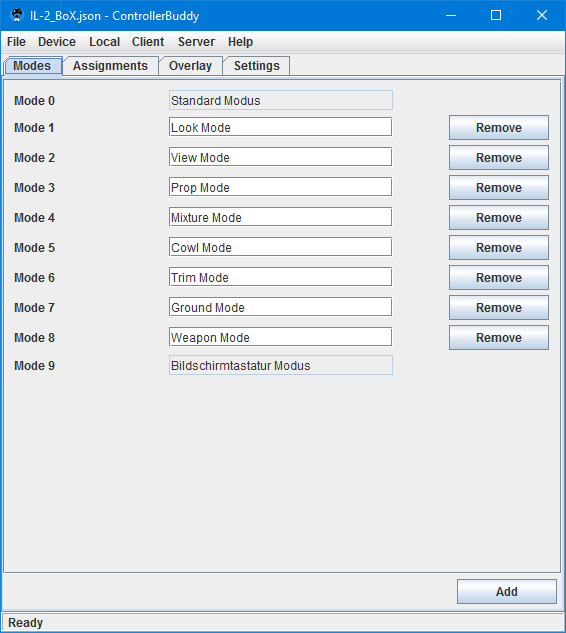 IL-2_BoX.json - ControllerBuddy
File Device Local Client Server Help
Modes Assignments Overlay Settings
Mode 0 Standard Modus
Mode 1 Look Mode Remove
Mode 2 View Mode Remove
Mode 3 Prop Mode Remove
Mode 4 Mixture Mode Remove
Mode 5 Cowl Mode Remove
Mode 6 Trim Mode Remove
Mode 7 Ground Mode Remove
Mode 8 Weapon Mode Remove
Mode 9 Bildschirmtastatur Modus
Add
Ready